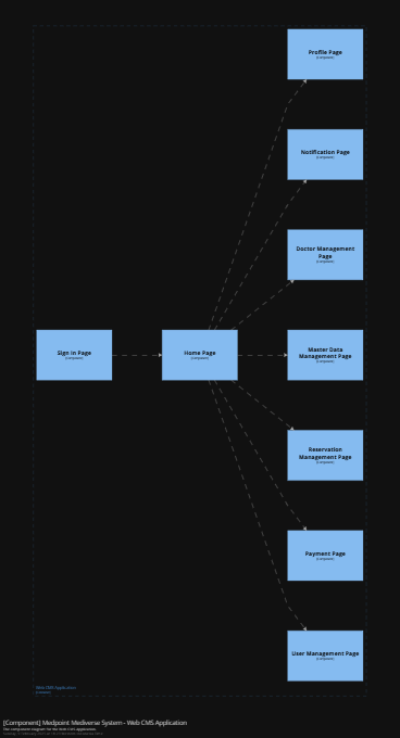 Profile Page
[Component]
Notification Page
[Component]
Doctor Management
Page
[Component]
Sign In Page
[Component]
Home Page
[Component]
Master Data
Management Page
[Component]
Reservation
Management Page
[Component]
Payment Page
[Component]
User Management Page
[Component]
Web CMS Application
[Container]
[Component] Medpoint Mediverse System - Web CMS Application
The component diagram for the Web CMS Application.